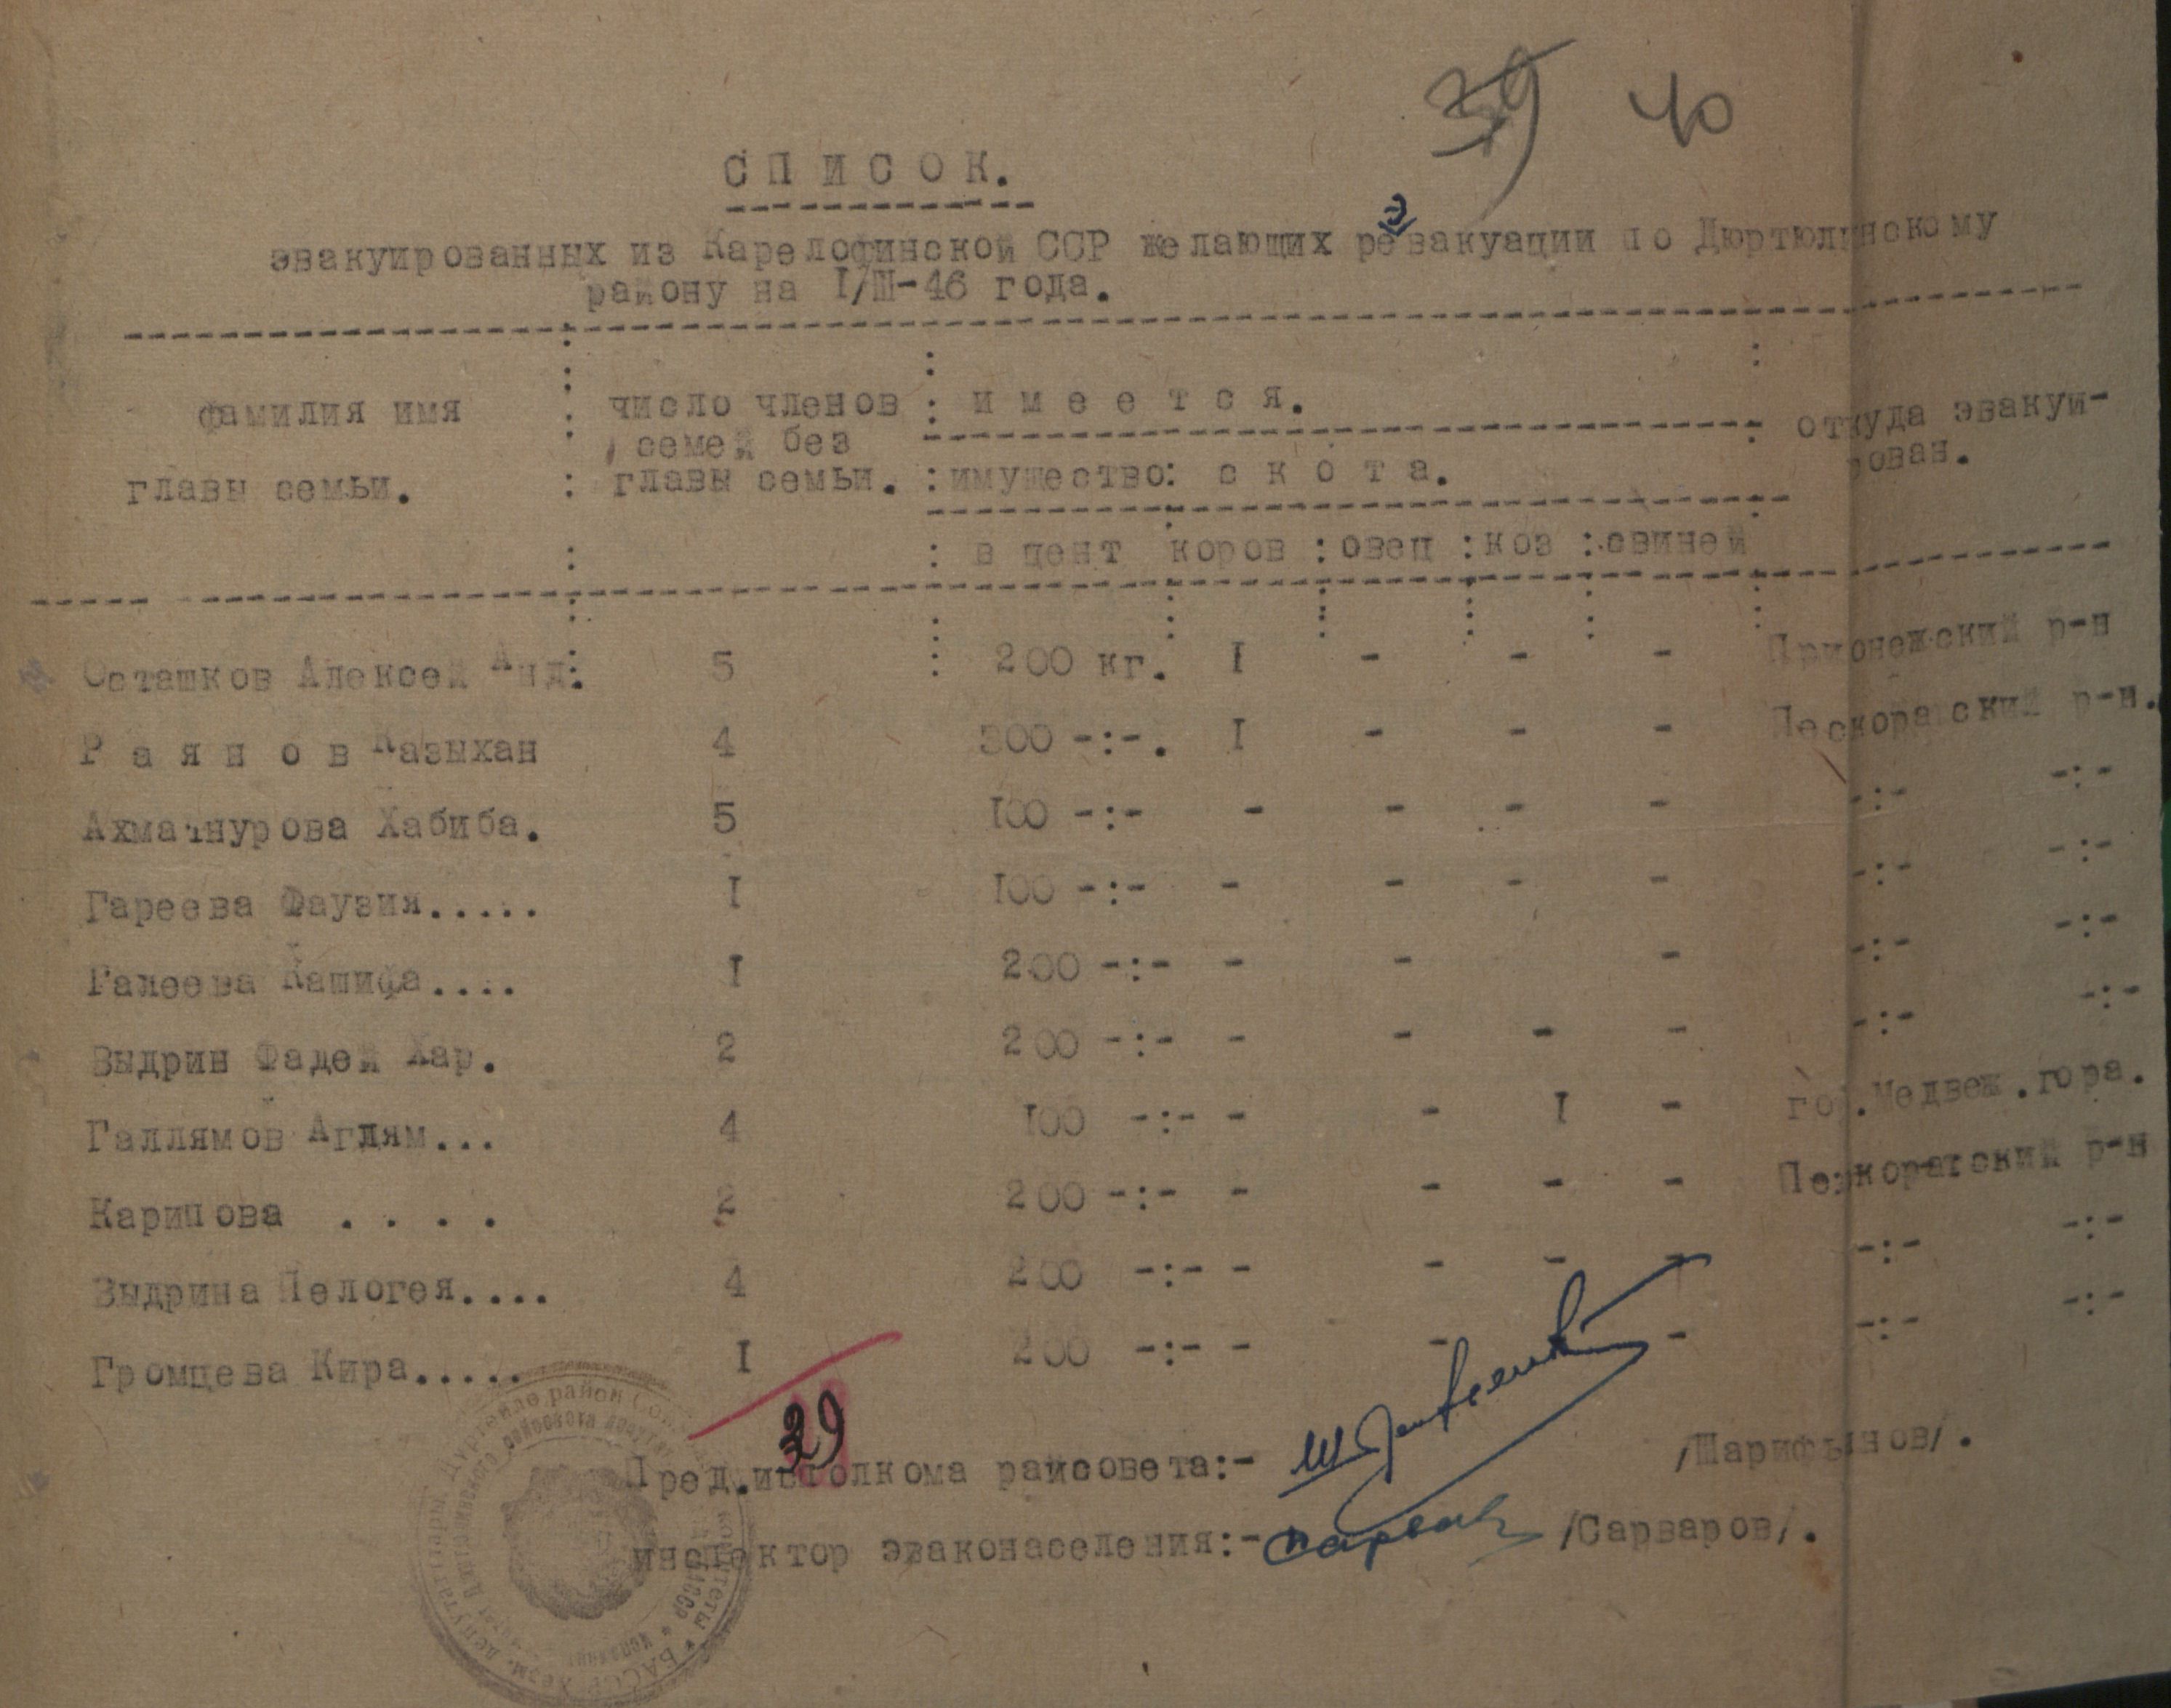 39 40
СПИСОК.
эвакуированных из Карелофинской ССР желающих реэвакуации по Дюртюлинскому
району на I/Ш-46 года.
фамилия имя : число членов : имеется. : откуда эвакуи-
семей без рован.
главы семьи. : главы семьи. : имущество: скота.
: : в цент коров : овец : коз : свиней
Осташков Алексей Анд. 5 : 200 кг. I - - - Прионежский р-н
Раянов Казыхан 4 300 -:-. I - - - р-н.
Ахматнурова Хабиба. 5 100 -:- - - - - -:- -:-
Гареева Фаузия..... I 100 -:- - - - - -:- -:-
Галеева Кашифа.... I 200 -:- - - - -:- -:-
Выдрин Фадей Хар. 2 200 -:- - - - - -:- -:-
Галлямов Аглям... 4 100 -:- - - I - гор.Медвеж.гора.
Карипова .... 2 200 -:- - - - - р-н
Выдрина Пелогея.... 4 200 -:- - - - - -:- -:-
Громцева Кира..... I 200 -:- - - - -:- -:-
29
Пред.исполкома райсовета:- /Шарифьянов/.
инспектор эваконаселения:- /Сарваров/.